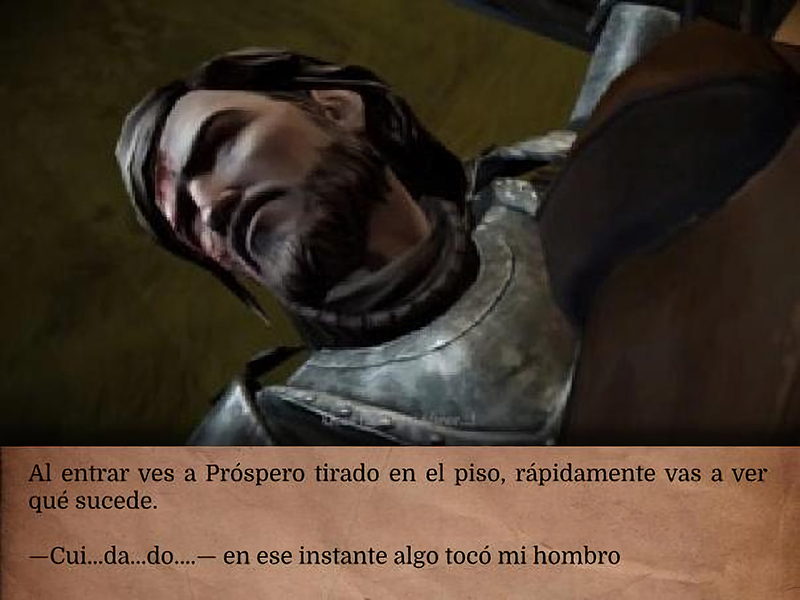 Al entrar ves a Próspero tirado en el piso, rápidamente vas a ver
qué sucede.
—Cui...da...do....— en ese instante algo tocó mi hombro